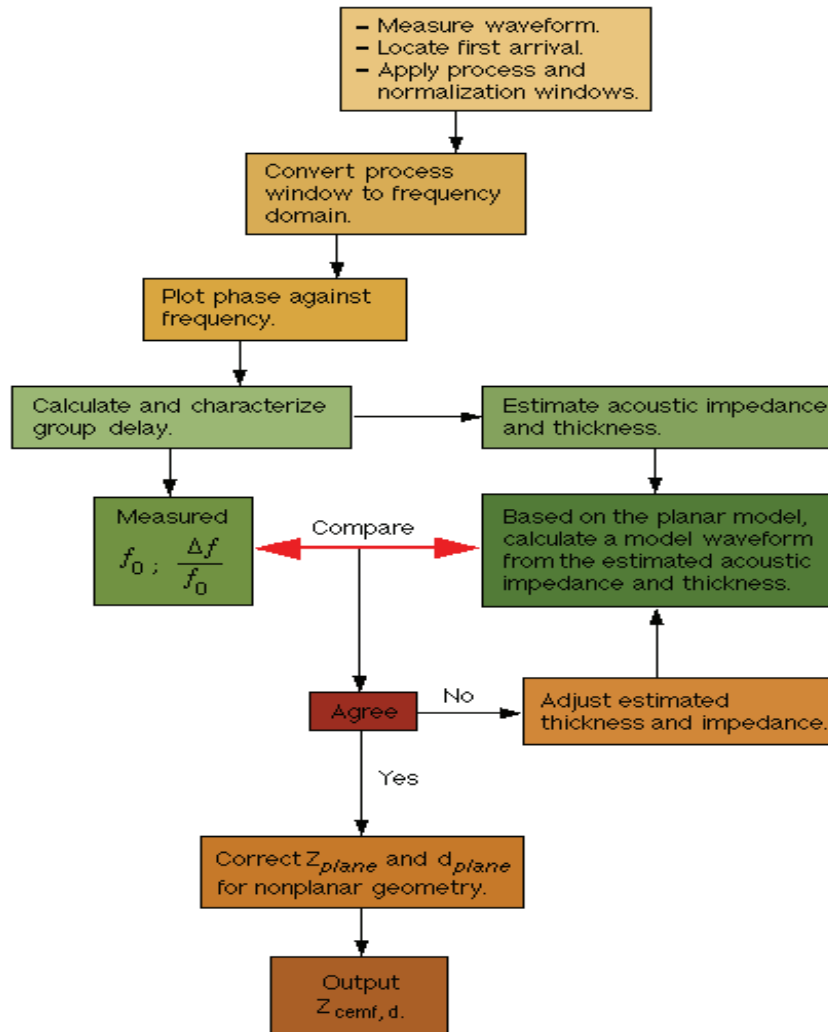 – Measure waveform.
– Locate first arrival.
– Apply process and
normalization windows.
Convert process
window to frequency
domain.
Plot phase against
frequency.
Calculate and characterize
group delay.
Estimate acoustic impedance
and thickness.
Measured
f0 ; Δf/f0
Compare
Based on the planar model,
calculate a model waveform
from the estimated acoustic
impedance and thickness.
Agree
No
Adjust estimated
thickness and impedance.
Yes
Correct Zplane and dplane
for nonplanar geometry.
Output
Zcemf, d.